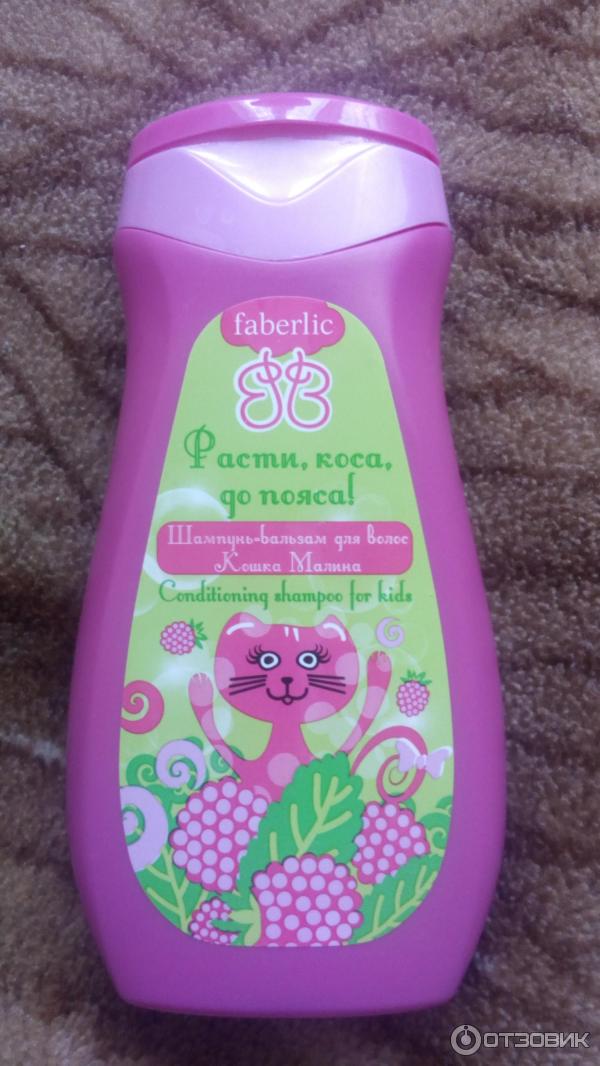 faberlic
Расти, коса,
до пояса!
Шампунь-бальзам для волос
Кошка Малина
Conditioning shampoo for kids
ОТЗОВИК